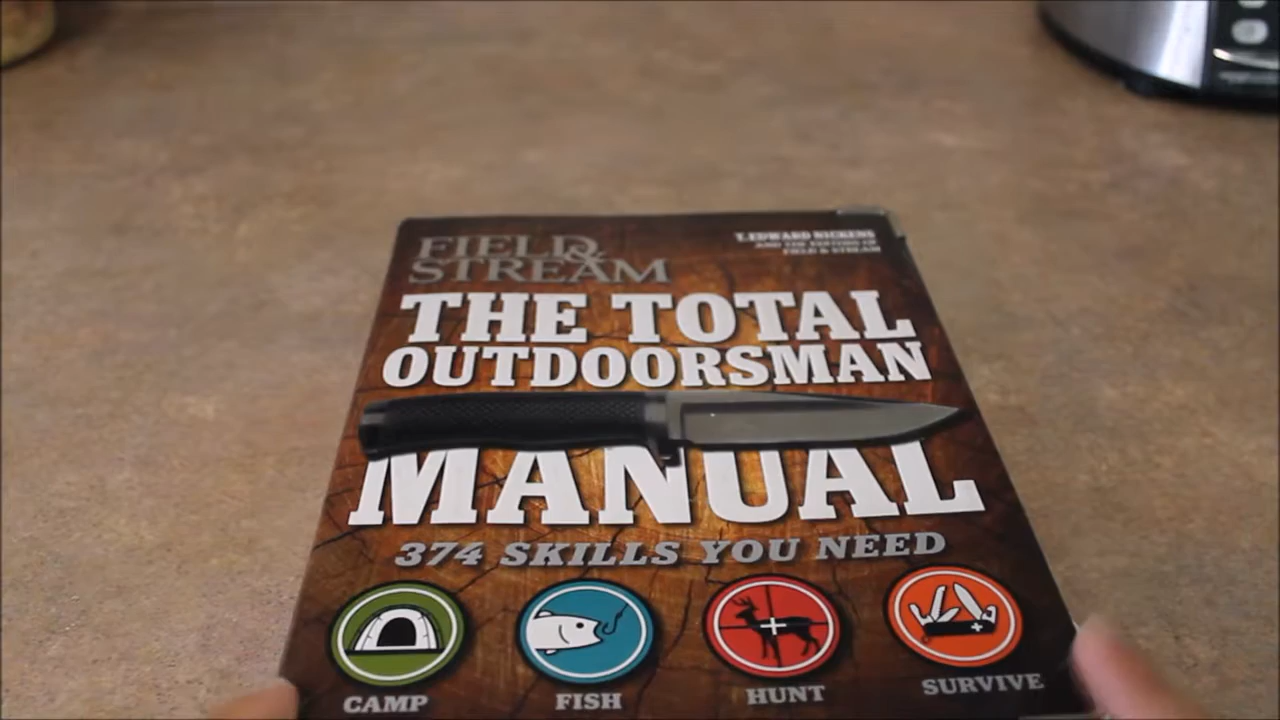 FIELD &
STREAM
T. EDWARD NICKENS
AND THE EDITORS OF
FIELD & STREAM
THE TOTAL
OUTDOORSMAN
MANUAL
374 SKILLS YOU NEED
CAMP
FISH
HUNT
SURVIVE